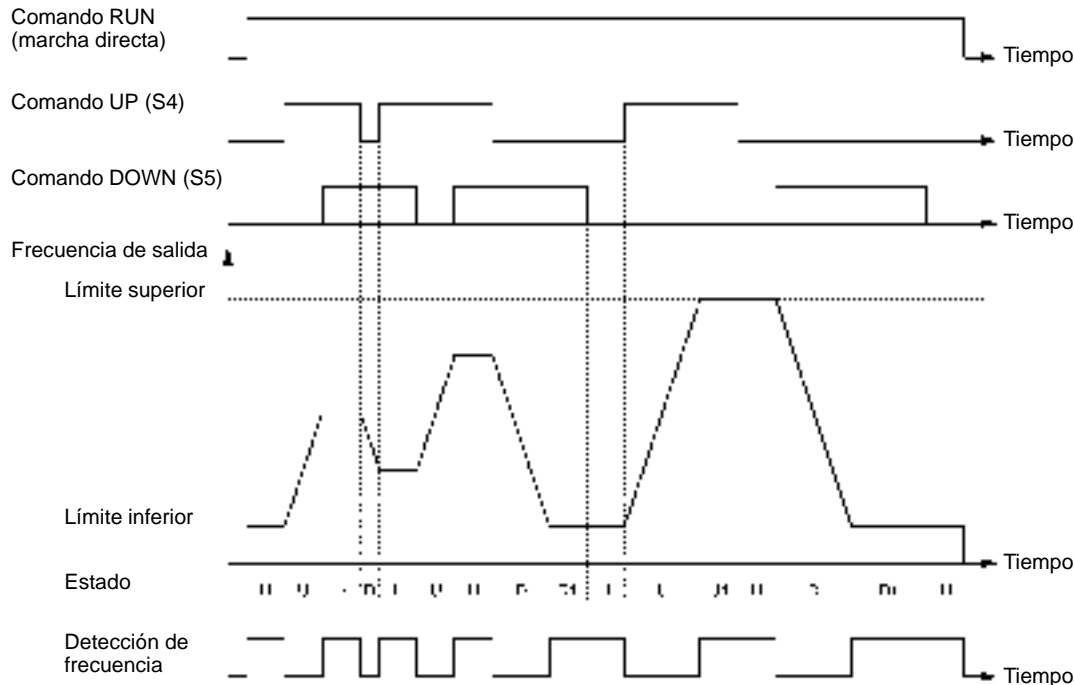 Comando RUN
(marcha directa)
Tiempo
Comando UP (S4)
Tiempo
Comando DOWN (S5)
Tiempo
Frecuencia de salida
Límite superior
Límite inferior
Tiempo
Estado
Detección de
frecuencia
Tiempo